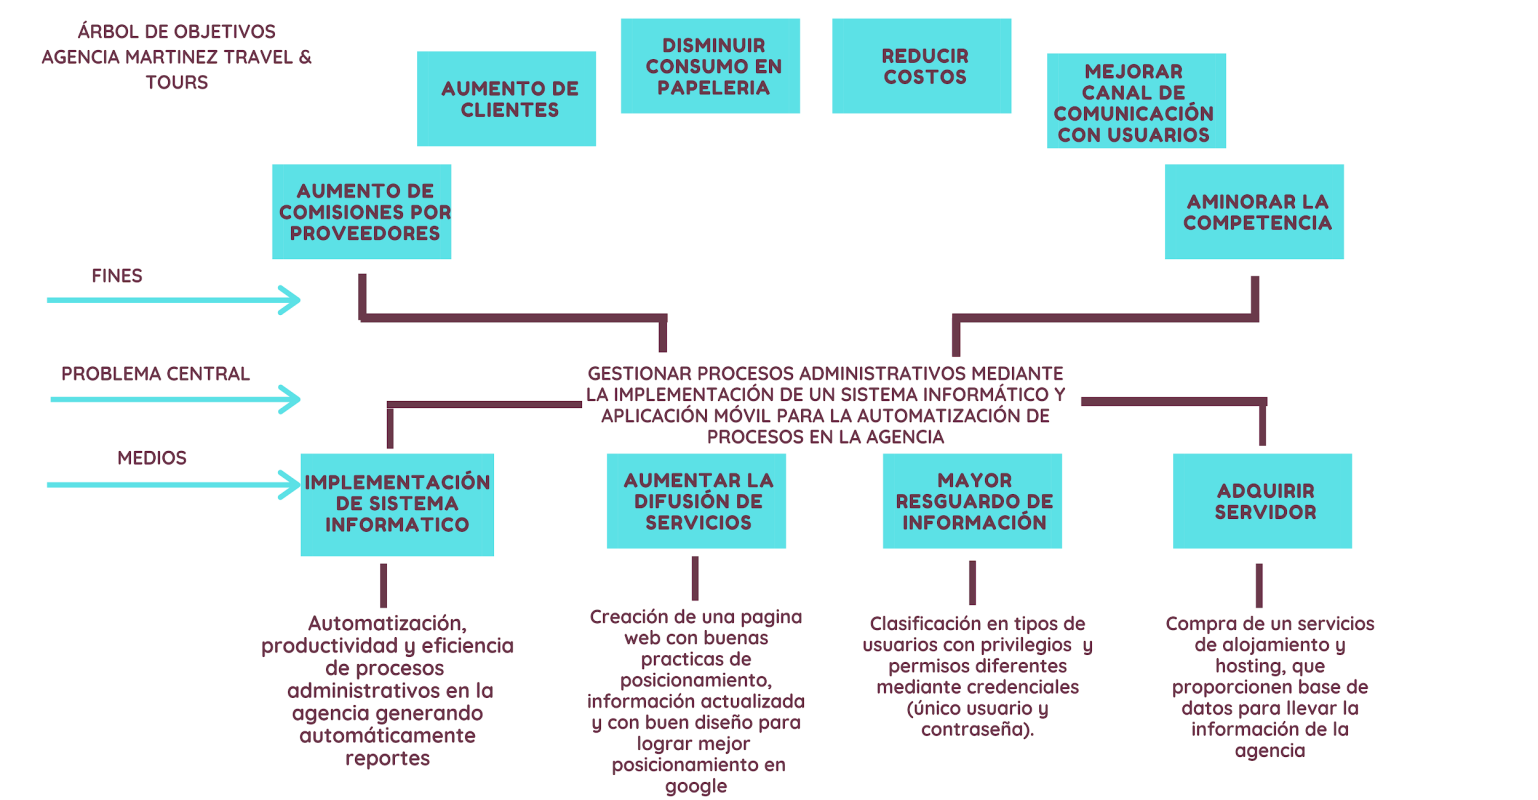 ÁRBOL DE OBJETIVOS
AGENCIA MARTINEZ TRAVEL &
TOURS
AUMENTO DE
CLIENTES
DISMINUIR
CONSUMO EN
PAPELERIA
REDUCIR
COSTOS
MEJORAR
CANAL DE
COMUNICACIÓN
CON USUARIOS
AUMENTO DE
COMISIONES POR
PROVEEDORES
AMINORAR LA
COMPETENCIA
FINES
PROBLEMA CENTRAL
GESTIONAR PROCESOS ADMINISTRATIVOS MEDIANTE
LA IMPLEMENTACIÓN DE UN SISTEMA INFORMÁTICO Y
APLICACIÓN MÓVIL PARA LA AUTOMATIZACIÓN DE
PROCESOS EN LA AGENCIA
MEDIOS
IMPLEMENTACIÓN
DE SISTEMA
INFORMATICO
AUMENTAR LA
DIFUSIÓN DE
SERVICIOS
MAYOR
RESGUARDO DE
INFORMACIÓN
ADQUIRIR
SERVIDOR
Automatización,
productividad y eficiencia
de procesos
administrativos en la
agencia generando
automáticamente
reportes
Creación de una pagina
web con buenas
practicas de
posicionamiento,
información actualizada
y con buen diseño para
lograr mejor
posicionamiento en
google
Clasificación en tipos de
usuarios con privilegios y
permisos diferentes
mediante credenciales
(único usuario y
contraseña).
Compra de un servicios
de alojamiento y
hosting, que
proporcionen base de
datos para llevar la
información de la
agencia